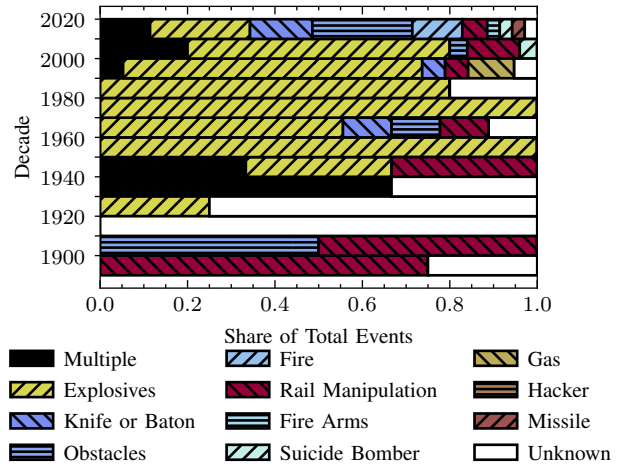 2020
2000
1980
1960
1940
1920
1900
Decade
0.0 0.2 0.4 0.6 0.8 1.0
Share of Total Events
Multiple Fire Gas
Explosives Rail Manipulation Hacker
Knife or Baton Fire Arms Missile
Obstacles Suicide Bomber Unknown